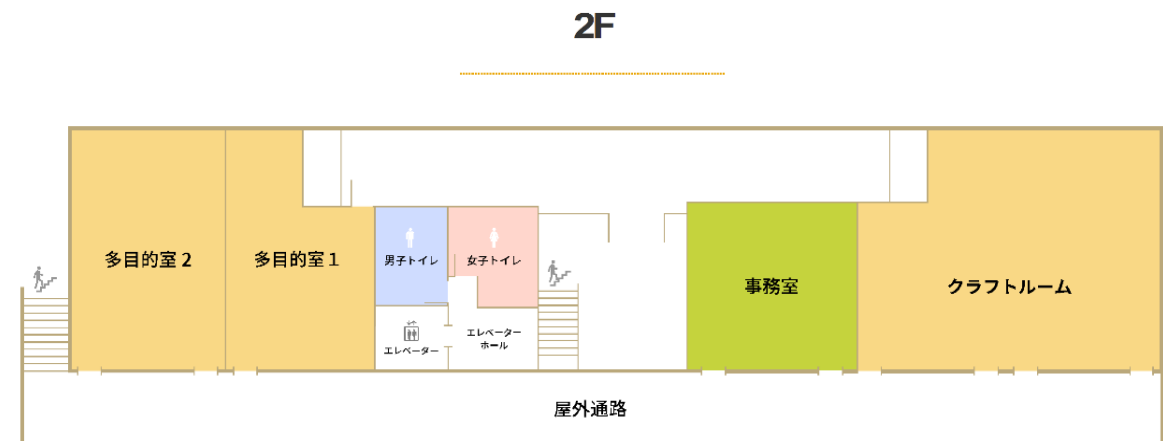 2F
多目的室 2
多目的室 1
男子トイレ
女子トイレ
エレベーター
エレベーター
ホール
事務室
クラフトルーム
屋外通路